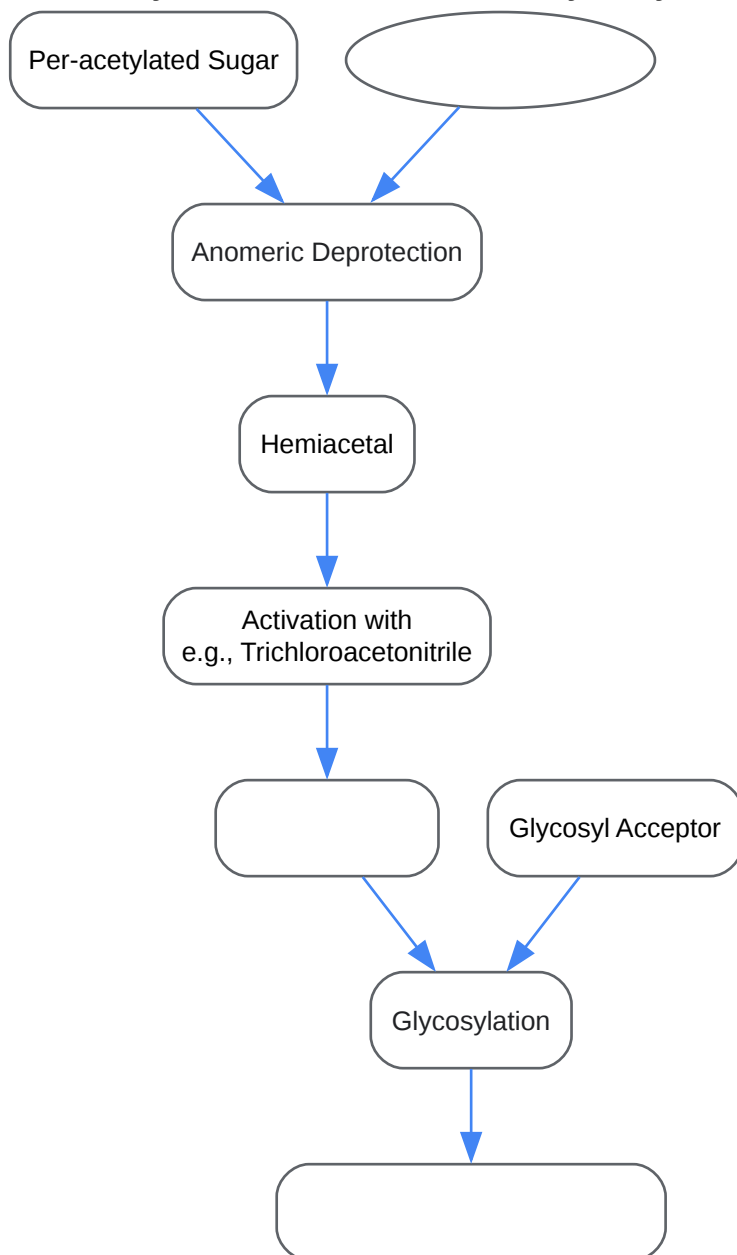 Per-acetylated Sugar
Anomeric Deprotection
Hemiacetal
Activation with
e.g., Trichloroacetonitrile
Glycosyl Acceptor
Glycosylation